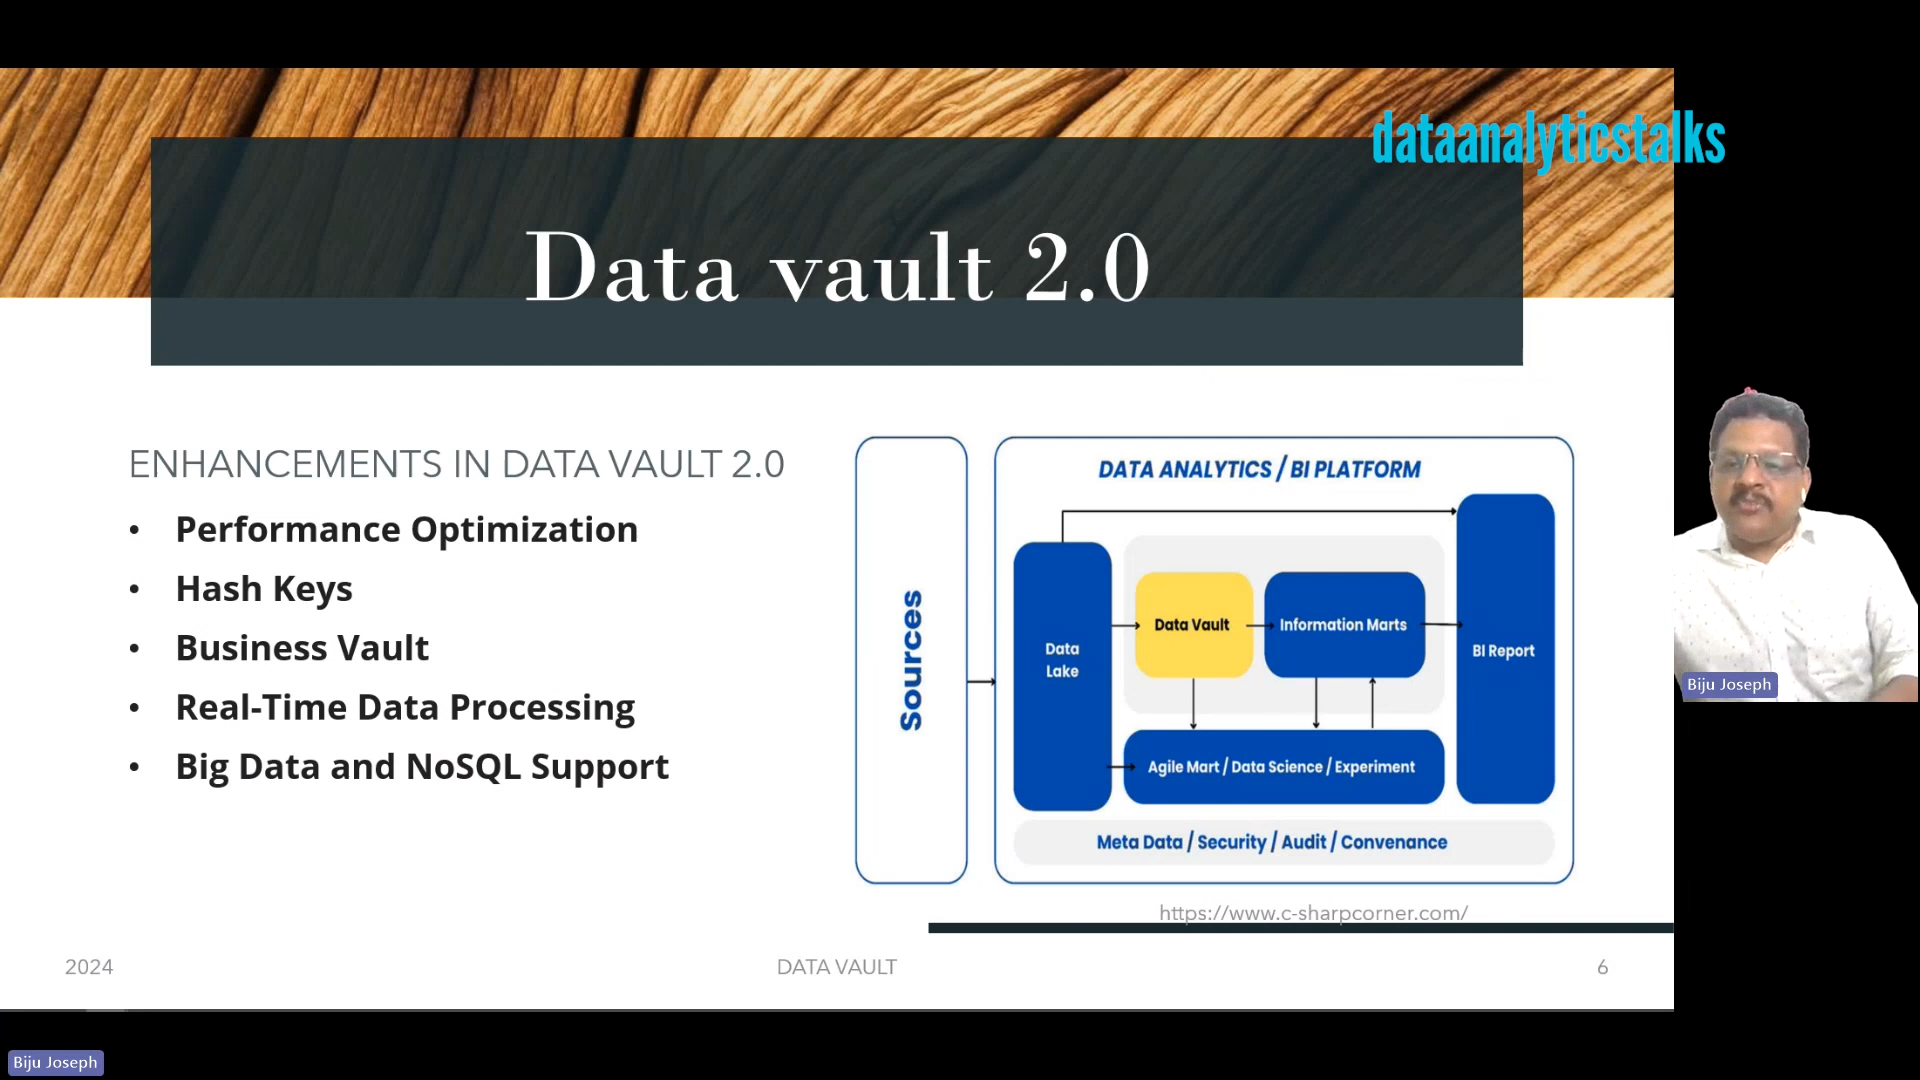 dataanalyticstalks
Data vault 2.0
ENHANCEMENTS IN DATA VAULT 2.0
• Performance Optimization
• Hash Keys
• Business Vault
• Real-Time Data Processing
• Big Data and NoSQL Support
Sources
DATA ANALYTICS / BI PLATFORM
Data
Lake
Data Vault
Information Marts
BI Report
Agile Mart / Data Science / Experiment
Meta Data / Security / Audit / Convenance
https://www.c-sharpcorner.com/
2024
DATA VAULT
6
Biju Joseph
Biju Joseph